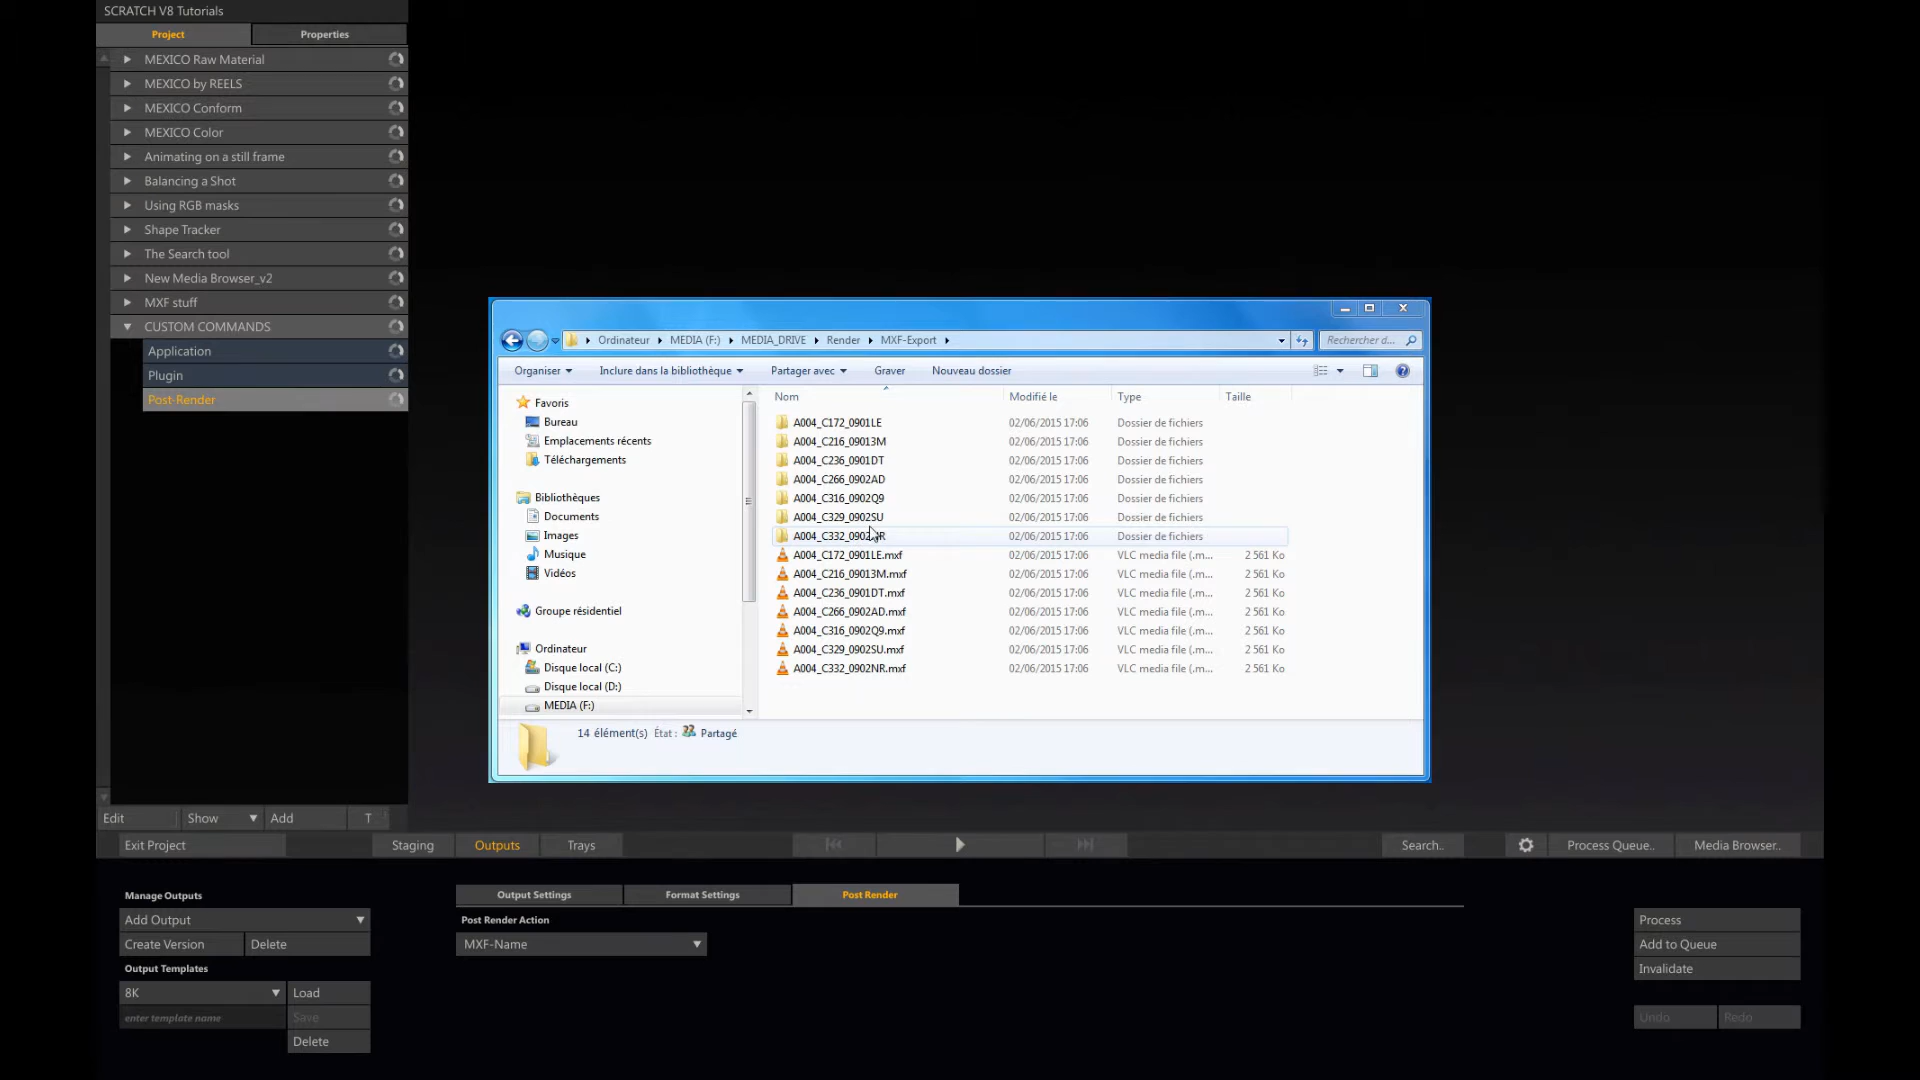 SCRATCH V8 Tutorials
Project Properties
MEXICO Raw Material
MEXICO by REELS
MEXICO Conform
MEXICO Color
Animating on a still frame
Balancing a Shot
Using RGB masks
Shape Tracker
The Search tool
New Media Browser_v2
MXF stuff
CUSTOM COMMANDS
Application
Plugin
Post-Render
Ordinateur MEDIA (F:) MEDIA_DRIVE Render MXF-Export Rechercher d...
Organiser Inclure dans la bibliothèque Partager avec Graver Nouveau dossier
Favoris
Bureau
Emplacements récents
Téléchargements
Bibliothèques
Documents
Images
Musique
Vidéos
Groupe résidentiel
Ordinateur
Disque local (C:)
Disque local (D:)
MEDIA (F:)
Nom Modifié le Type Taille
A004_C172_0901LE 02/06/2015 17:06 Dossier de fichiers
A004_C216_09013M 02/06/2015 17:06 Dossier de fichiers
A004_C236_0901DT 02/06/2015 17:06 Dossier de fichiers
A004_C266_0902AD 02/06/2015 17:06 Dossier de fichiers
A004_C316_0902Q9 02/06/2015 17:06 Dossier de fichiers
A004_C329_0902SU 02/06/2015 17:06 Dossier de fichiers
02/06/2015 17:06 Dossier de fichiers
A004_C172_0901LE.mxf 02/06/2015 17:06 VLC media file (.m... 2 561 Ko
A004_C216_09013M.mxf 02/06/2015 17:06 VLC media file (.m... 2 561 Ko
A004_C236_0901DT.mxf 02/06/2015 17:06 VLC media file (.m... 2 561 Ko
A004_C266_0902AD.mxf 02/06/2015 17:06 VLC media file (.m... 2 561 Ko
A004_C316_0902Q9.mxf 02/06/2015 17:06 VLC media file (.m... 2 561 Ko
A004_C329_0902SU.mxf 02/06/2015 17:06 VLC media file (.m... 2 561 Ko
A004_C332_0902NR.mxf 02/06/2015 17:06 VLC media file (.m... 2 561 Ko
14 élément(s) État : Partagé
Edit Show Add T
Exit Project Staging Outputs Trays Search.. Process Queue.. Media Browser..
Manage Outputs
Add Output
Create Version Delete
Output Templates
8K Load
enter template name Save
Delete
Output Settings Format Settings Post Render
Post Render Action
MXF-Name
Process
Add to Queue
Invalidate
Undo Redo